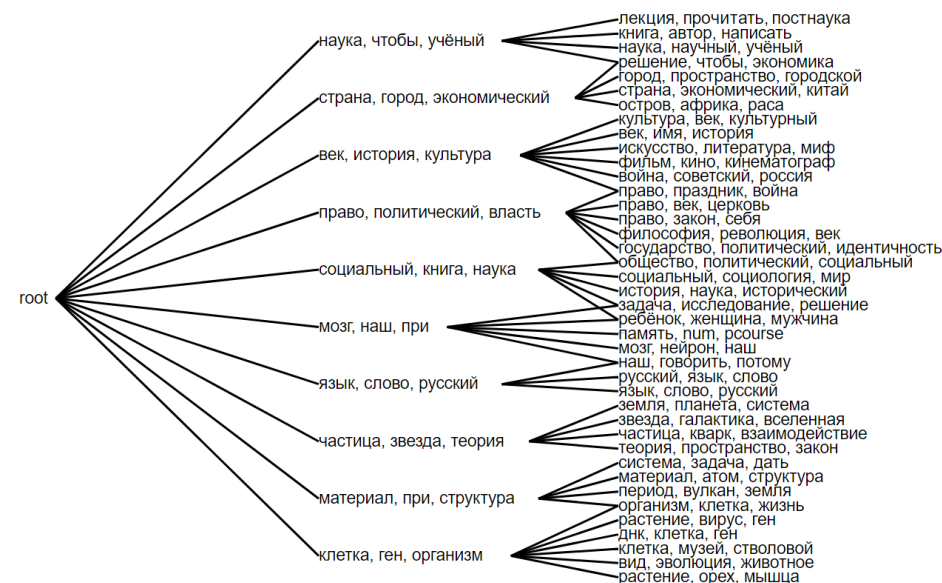 root
наука, чтобы, учёный
страна, город, экономический
век, история, культура
право, политический, власть
социальный, книга, наука
мозг, наш, при
язык, слово, русский
частица, звезда, теория
материал, при, структура
клетка, ген, организм
лекция, прочитать, постнаука
книга, автор, написать
наука, научный, учёный
решение, чтобы, экономика
город, пространство, городской
страна, экономический, китай
остров, африка, раса
культура, век, культурный
век, имя, история
искусство, литература, миф
фильм, кино, кинематограф
война, советский, россия
право, праздник, война
право, век, церковь
право, закон, себя
философия, революция, век
государство, политический, идентичность
общество, политический, социальный
социальный, социология, мир
история, наука, исторический
задача, исследование, решение
ребёнок, женщина, мужчина
память, num, pcourse
мозг, нейрон, наш
наш, говорить, потому
русский, язык, слово
язык, слово, русский
земля, планета, система
звезда, галактика, вселенная
частица, кварк, взаимодействие
теория, пространство, закон
система, задача, дать
материал, атом, структура
период, вулкан, земля
организм, клетка, жизнь
растение, вирус, ген
днк, клетка, ген
клетка, музей, стволовой
вид, эволюция, животное
растение, орех, мышца